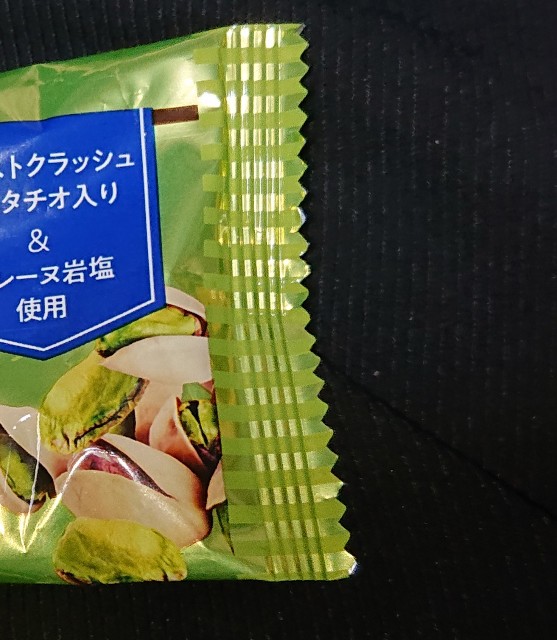 ストクラッシュ
タチオ入り
&
レーヌ岩塩
使用